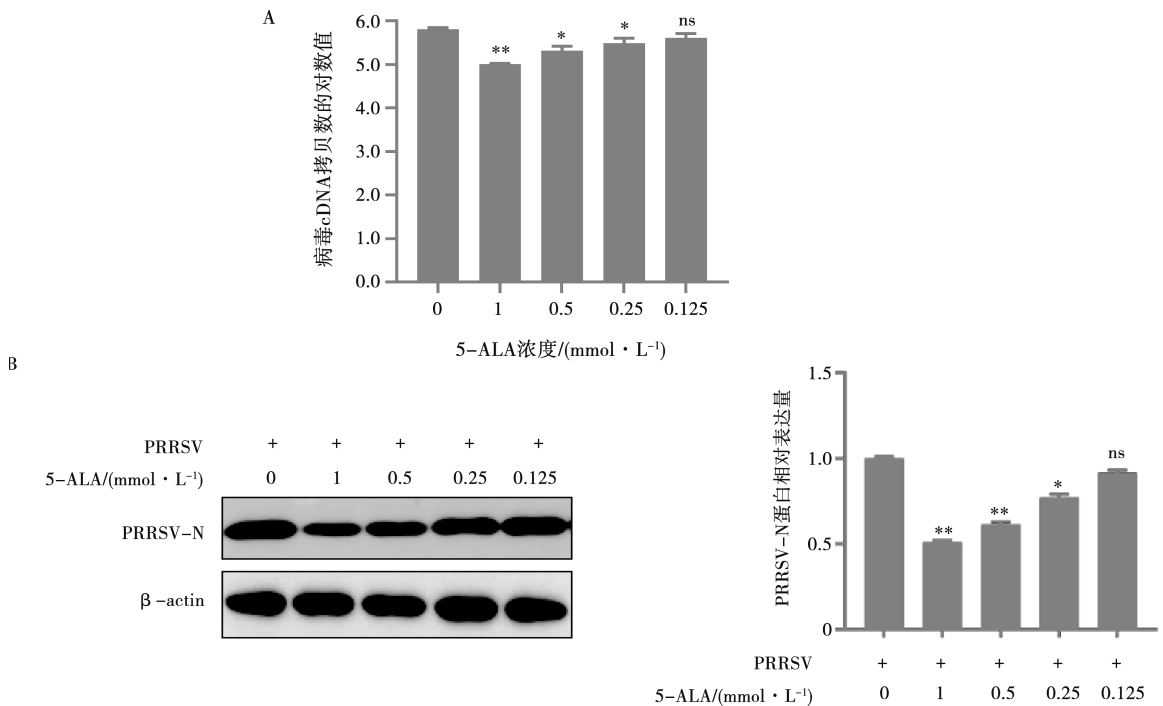 A
病毒cDNA拷贝数的对数值
6.0
5.0
4.0
3.0
2.0
1.0
0.0
** * * ns
0 1 0.5 0.25 0.125
5-ALA浓度/(mmol·L⁻¹)
B
PRRSV + + + + +
5-ALA/(mmol·L⁻¹) 0 1 0.5 0.25 0.125
PRRSV-N
β-actin
PRRSV-N蛋白相对表达量
1.5
1.0
0.5
0
** ** * ns
PRRSV + + + + +
5-ALA/(mmol·L⁻¹) 0 1 0.5 0.25 0.125